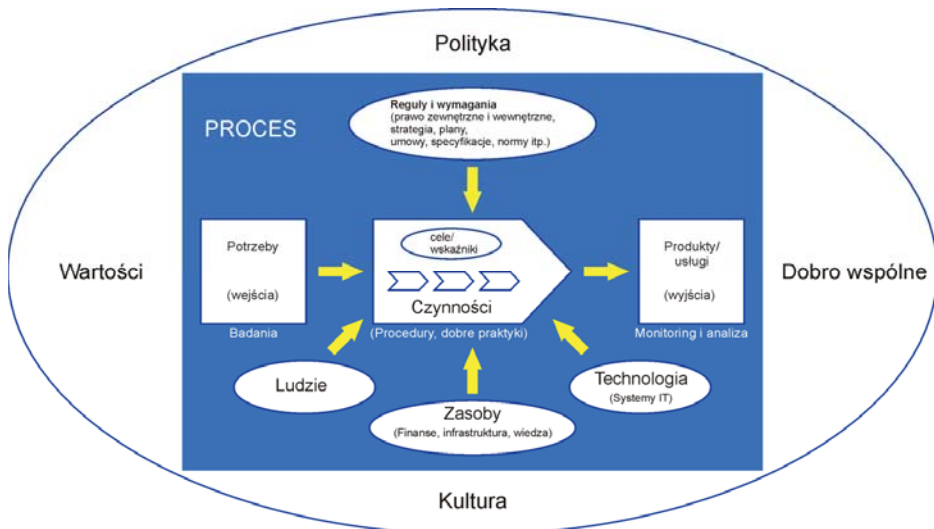 Polityka
PROCES
Reguły i wymagania
(prawo zewnętrzne i wewnętrzne,
strategia, plany,
umowy, specyfikacje, normy itp.)
Wartości
Potrzeby
(wejścia)
Badania
cele/
wskaźniki
Czynności
(Procedury, dobre praktyki)
Produkty/
usługi
(wyjścia)
Monitoring i analiza
Dobro wspólne
Ludzie
Zasoby
(Finanse, infrastruktura, wiedza)
Technologia
(Systemy IT)
Kultura